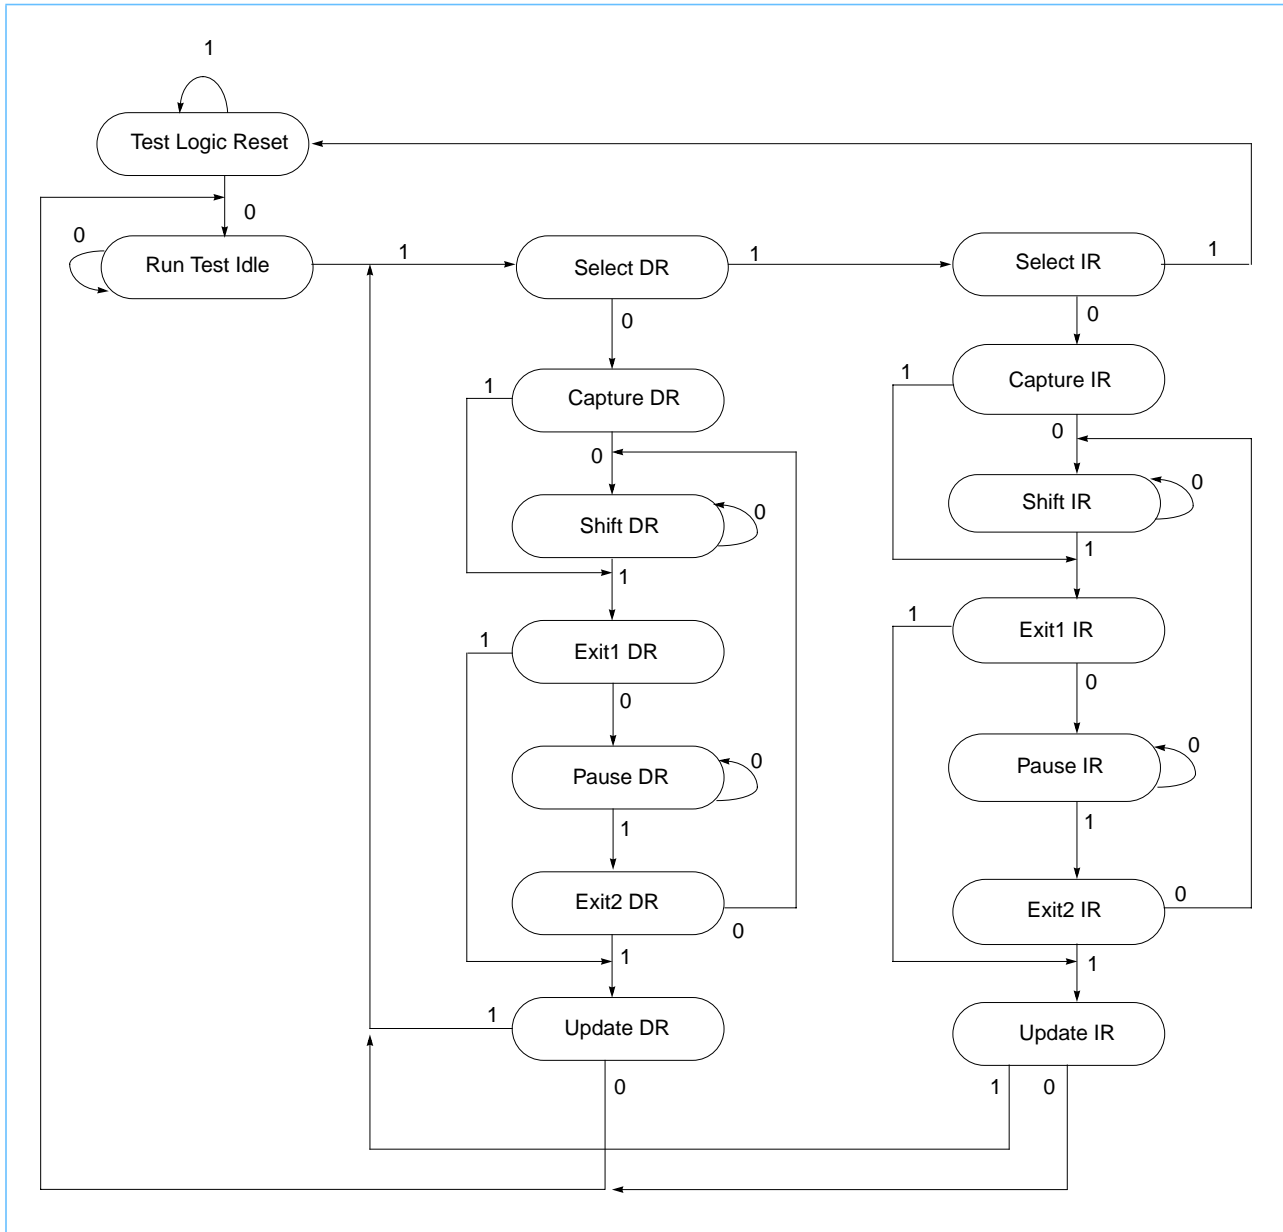 1
Test Logic Reset
0
0
Run Test Idle
1
Select DR
1
Select IR
1
0
0
1
Capture DR
1
Capture IR
0
0
Shift DR
0
Shift IR
0
1
1
1
Exit1 DR
1
Exit1 IR
0
0
Pause DR
0
Pause IR
0
1
1
Exit2 DR
0
Exit2 IR
0
1
1
1
Update DR
Update IR
0
1
0